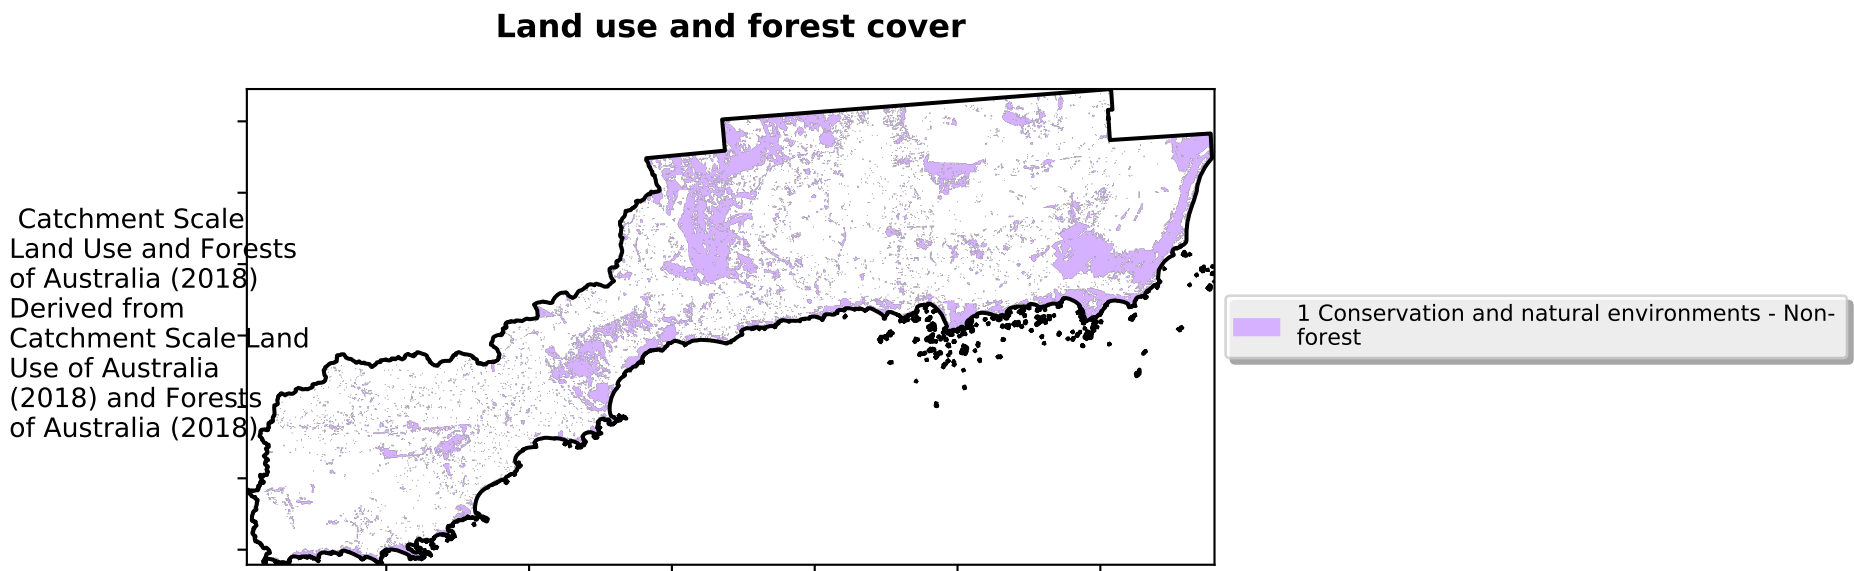 Land use and forest cover
Catchment Scale
Land Use and Forests
of Australia (2018)
Derived from
Catchment Scale Land
Use of Australia
(2018) and Forests
of Australia (2018)
1 Conservation and natural environments - Non-
forest